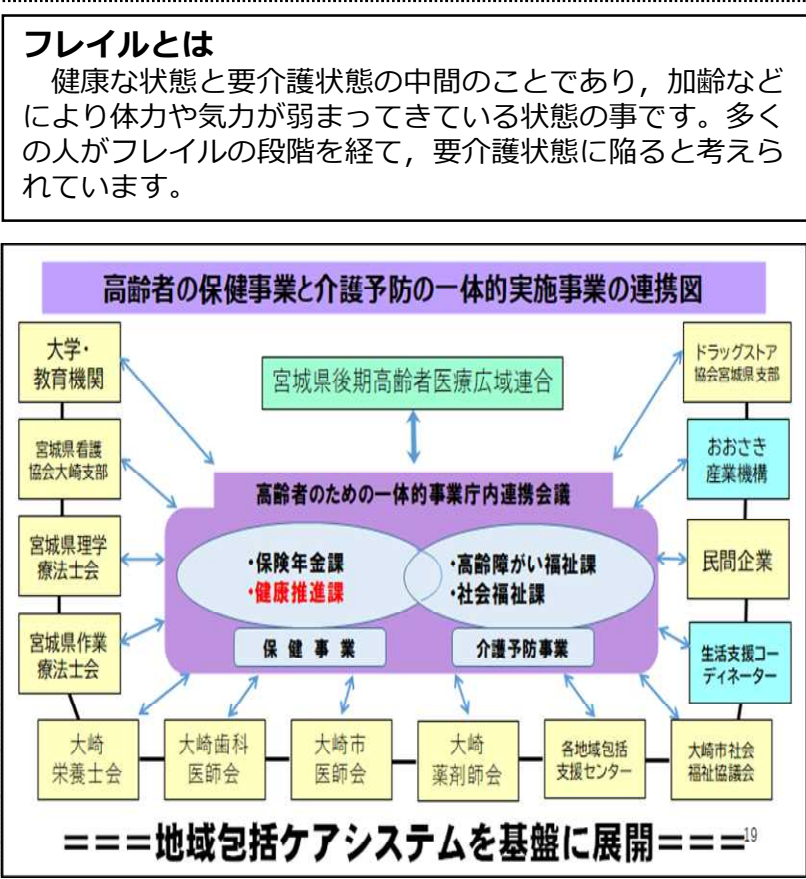 フレイルとは
健康な状態と要介護状態の中間のことであり，加齢など
により体力や気力が弱まってきている状態の事です。多く
の人がフレイルの段階を経て，要介護状態に陥ると考えら
れています。
高齢者の保健事業と介護予防の一体的実施事業の連携図
大学・
教育機関
宮城県後期高齢者医療広域連合
ドラッグストア
協会宮城県支部
宮城県看護
協会大崎支部
おおさき
産業機構
高齢者のための一体的事業庁内連携会議
宮城県理学
療法士会
・保険年金課
・健康推進課
・高齢障がい福祉課
・社会福祉課
民間企業
宮城県作業
療法士会
保健事業
介護予防事業
生活支援コー
ディネーター
大崎
栄養士会
大崎歯科
医師会
大崎市
医師会
大崎
薬剤師会
各地域包括
支援センター
大崎市社会
福祉協議会
＝＝＝地域包括ケアシステムを基盤に展開＝＝＝
19